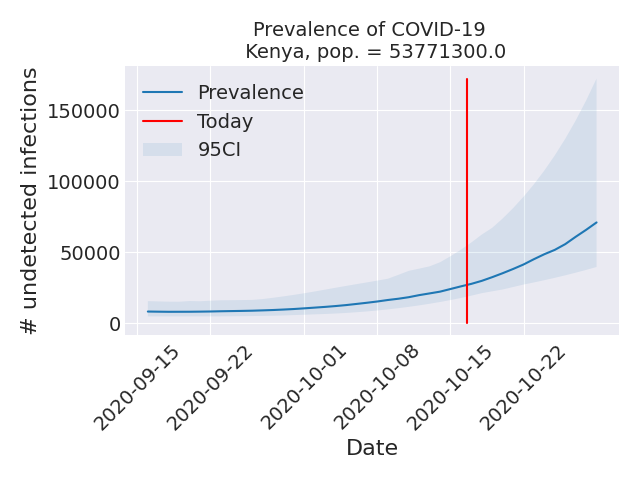 Prevalence of COVID-19
Kenya, pop. = 53771300.0
# undetected infections
150000
100000
50000
0
Prevalence
Today
95CI
2020-09-15
2020-09-22
2020-10-01
2020-10-08
2020-10-15
2020-10-22
Date